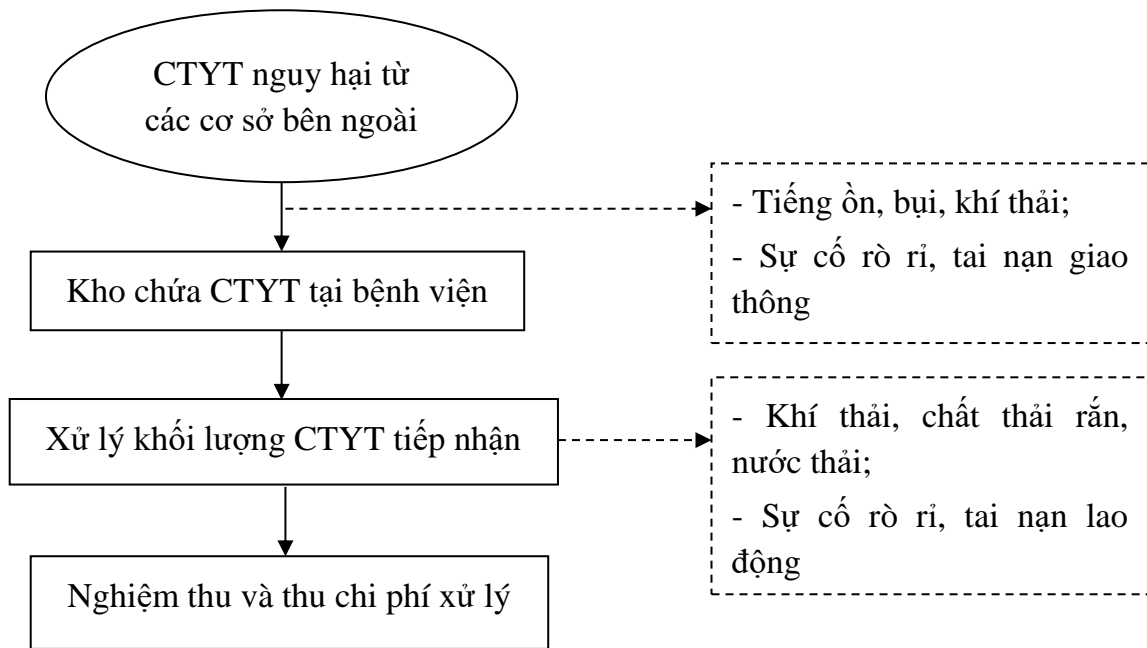 CTYT nguy hại từ
các cơ sở bên ngoài
- Tiếng ồn, bụi, khí thải;
- Sự cố rò rỉ, tai nạn giao
thông
Kho chứa CTYT tại bệnh viện
Xử lý khối lượng CTYT tiếp nhận
- Khí thải, chất thải rắn,
nước thải;
- Sự cố rò rỉ, tai nạn lao
động
Nghiệm thu và thu chi phí xử lý